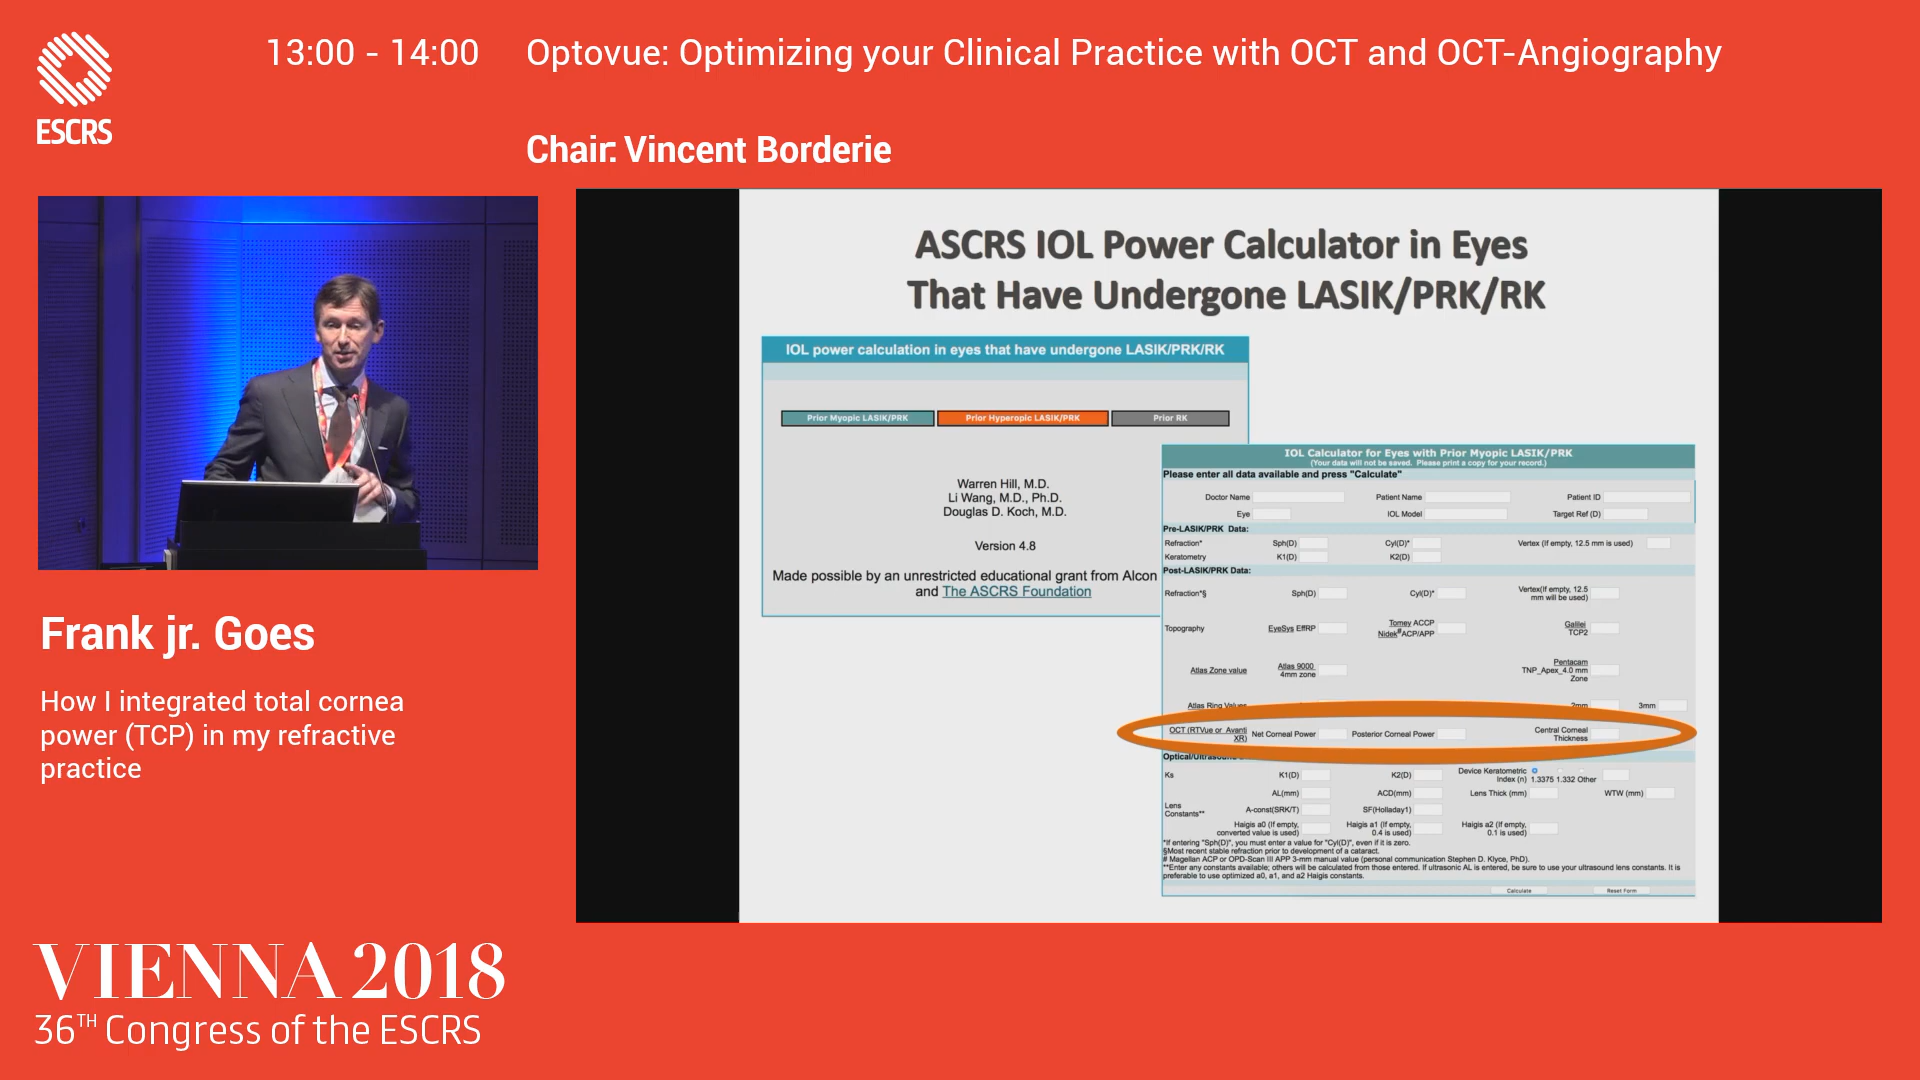 ESCRS
13:00 - 14:00 Optovue: Optimizing your Clinical Practice with OCT and OCT-Angiography
Chair: Vincent Borderie
ASCRS IOL Power Calculator in Eyes
That Have Undergone LASIK/PRK/RK
IOL power calculation in eyes that have undergone LASIK/PRK/RK
Prior Myopic LASIK/PRK Prior Hyperopic LASIK/PRK Prior RK
Warren Hill, M.D.
Li Wang, M.D., Ph.D.
Douglas D. Koch, M.D.
Version 4.8
Made possible by an unrestricted educational grant from Alcon
and The ASCRS Foundation
IOL Calculator for Eyes with Prior Myopic LASIK/PRK
(Your data will not be saved. Please print a copy for your record.)
Please enter all data available and press "Calculate"
Doctor Name Patient Name Patient ID
Eye IOL Model Target Ref (D)
Pre-LASIK/PRK Data:
Refraction* Sph(D) Cyl(D)* Vertex (If empty, 12.5 mm is used)
Keratometry K1(D) K2(D)
Post-LASIK/PRK Data:
Refraction*§ Sph(D) Cyl(D)* Vertex(If empty, 12.5
mm will be used)
Topography EyeSys EffRP Tomey ACCP
Nidek#ACP/APP Galilei
TCP2
Atlas Zone value Atlas 9000
4mm zone Pentacam
TNP_Apex_4.0 mm
Zone
Atlas Ring Values 2mm 3mm
OCT (RTVue or Avanti
XR) Net Corneal Power Posterior Corneal Power Central Corneal
Thickness
Optical/Ultrasound
Ks K1(D) K2(D) Device Keratometric
Index (n) 1.3375 1.332 Other
AL(mm) ACD(mm) Lens Thick (mm) WTW (mm)
Lens
Constants** A-const(SRK/T) SF(Holladay1)
Haigis a0 (If empty,
converted value is used) Haigis a1 (If empty,
0.4 is used) Haigis a2 (If empty,
0.1 is used)
*If entering "Sph(D)", you must enter a value for "Cyl(D)", even if it is zero.
§Most recent stable refraction prior to development of a cataract.
# Magellan ACP or OPD-Scan III APP 3-mm manual value (personal communication Stephen D. Klyce, PhD).
**Enter any constants available; others will be calculated from those entered. If ultrasonic AL is entered, be sure to use your ultrasound lens constants. It is
preferable to use optimized a0, a1, and a2 Haigis constants.
Calculate Reset Form
Frank jr. Goes
How I integrated total cornea
power (TCP) in my refractive
practice
VIENNA 2018
36TH Congress of the ESCRS